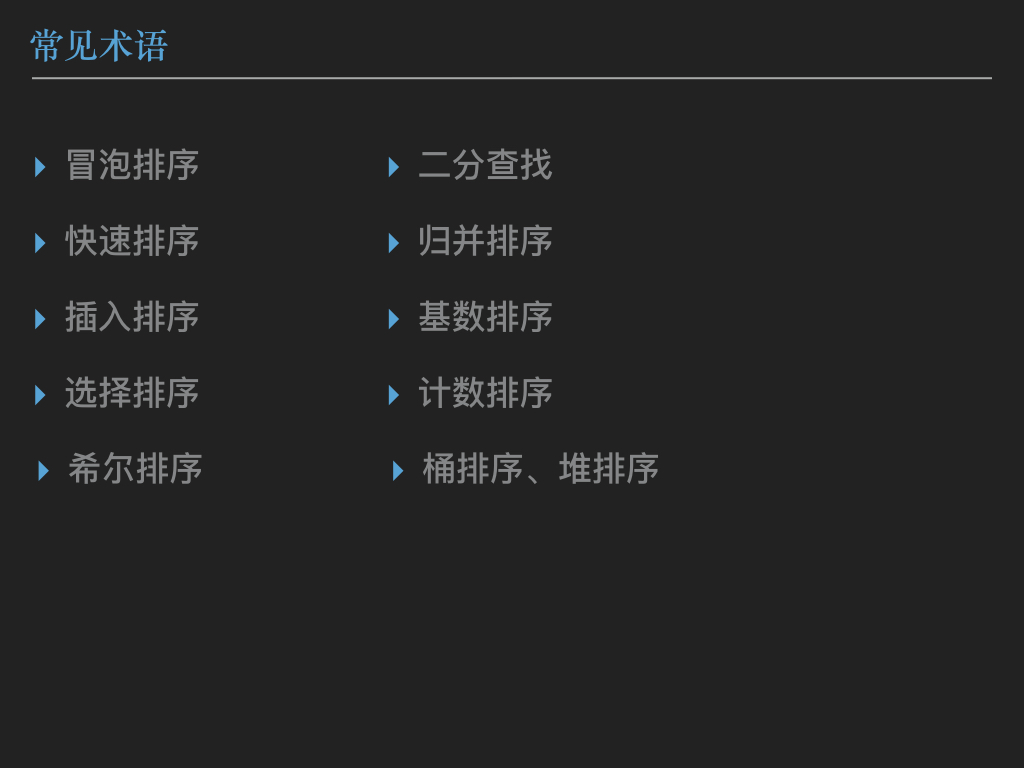 常见术语
冒泡排序
快速排序
插入排序
选择排序
希尔排序
二分查找
归并排序
基数排序
计数排序
桶排序、堆排序